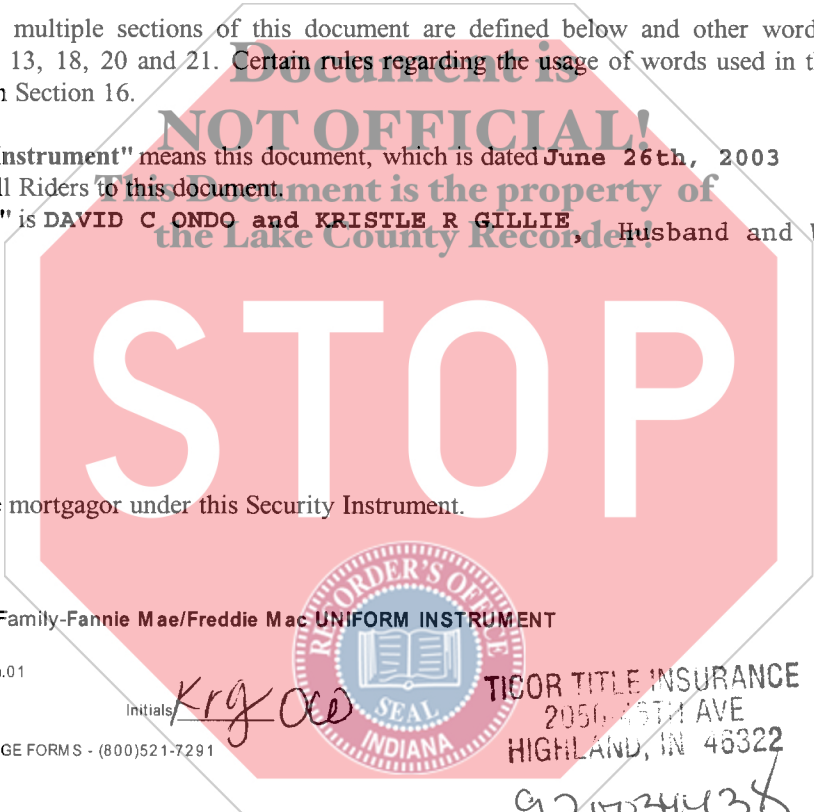 multiple sections of this document are defined below and other word
13, 18, 20 and 21. Certain rules regarding the usage of words used in t
Section 16.
Document is
NOT OFFICIAL!
This Document is the property of
the Lake County Recorder!
nstrument" means this document, which is dated June 26th, 2003
ll Riders to this document.
" is DAVID C ONDO and KRISTLE R GILLIE, Husband and
STOP
mortgagor under this Security Instrument.
RECORDER'S OFFICE
SEAL
INDIANA
Family-Fannie Mae/Freddie Mac UNIFORM INSTRUMENT
.01
Initials Krg
GE FORMS - (800)521-7291
TICOR TITLE INSURANCE
AVE
HIGHLAND, IN 46322